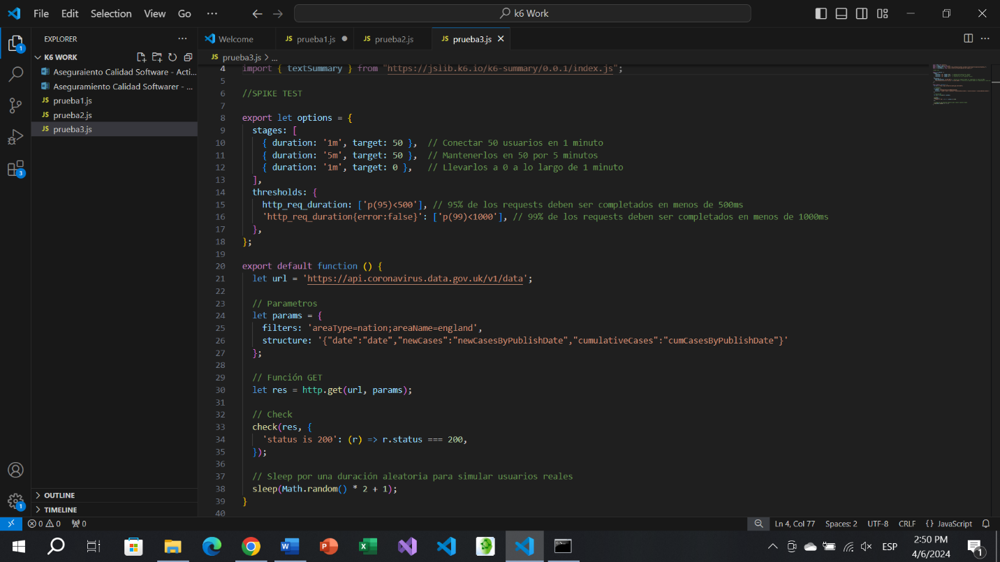 File Edit Selection View Go ··· k6 Work
EXPLORER ···
K6 WORK
Aseguraiento Calidad Software - Acti...
Aseguramiento Calidad Softwarer - ...
JS prueba1.js
JS prueba2.js
JS prueba3.js
OUTLINE
TIMELINE
1
3
1
Welcome JS prueba1.js JS prueba2.js JS prueba3.js
JS prueba3.js > ...
4 import { textSummary } from "https://jslib.k6.io/k6-summary/0.0.1/index.js";
5
6 //SPIKE TEST
7
8 export let options = {
9 stages: [
10 { duration: '1m', target: 50 }, // Conectar 50 usuarios en 1 minuto
11 { duration: '5m', target: 50 }, // Mantenerlos en 50 por 5 minutos
12 { duration: '1m', target: 0 }, // Llevarlos a 0 a lo largo de 1 minuto
13 ],
14 thresholds: {
15 http_req_duration: ['p(95)<500'], // 95% de los requests deben ser completados en menos de 500ms
16 'http_req_duration{error:false}': ['p(99)<1000'], // 99% de los requests deben ser completados en menos de 1000ms
17 },
18 };
19
20 export default function () {
21 let url = 'https://api.coronavirus.data.gov.uk/v1/data';
22
23 // Parametros
24 let params = {
25 filters: 'areaType=nation;areaName=england',
26 structure: '{"date":"date","newCases":"newCasesByPublishDate","cumulativeCases":"cumCasesByPublishDate"}'
27 };
28
29 // Función GET
30 let res = http.get(url, params);
31
32 // Check
33 check(res, {
34 'status is 200': (r) => r.status === 200,
35 });
36
37 // Sleep por una duración aleatoria para simular usuarios reales
38 sleep(Math.random() * 2 + 1);
39 }
40
0 0 0 Ln 4, Col 77 Spaces: 2 UTF-8 CRLF {} JavaScript
ESP 2:50 PM
4/6/2024 1